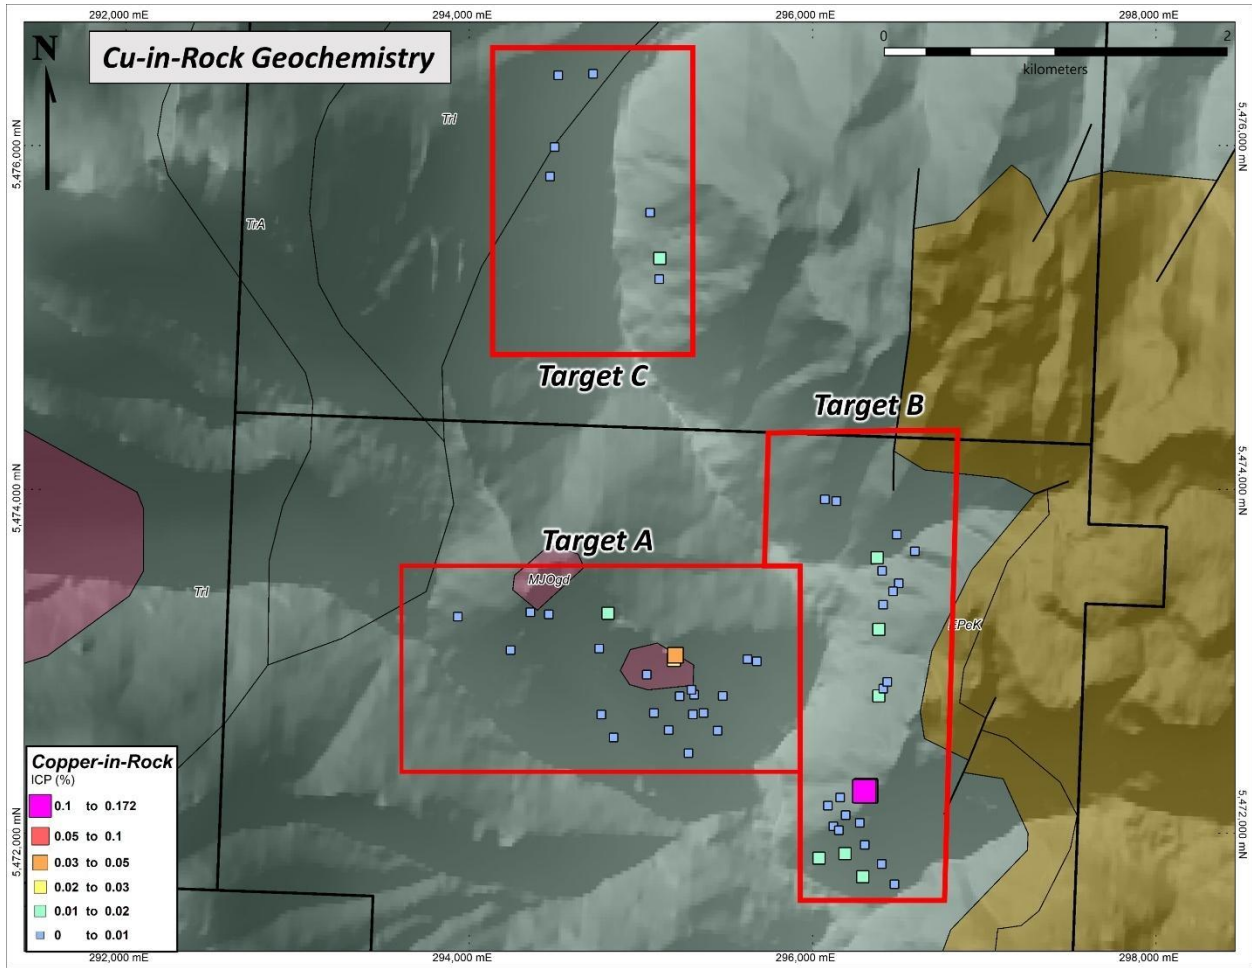 292,000 mE
294,000 mE
296,000 mE
298,000 mE
N
Cu-in-Rock Geochemistry
0
2
kilometers
TrI
5,476,000 mN
5,476,000 mN
TrA
Target C
Target B
5,474,000 mN
5,474,000 mN
Target A
MJOgd
TrI
PeK
Copper-in-Rock
ICP (%)
0.1 to 0.172
0.05 to 0.1
0.03 to 0.05
0.02 to 0.03
0.01 to 0.02
0 to 0.01
5,472,000 mN
5,472,000 mN
292,000 mE
294,000 mE
296,000 mE
298,000 mE